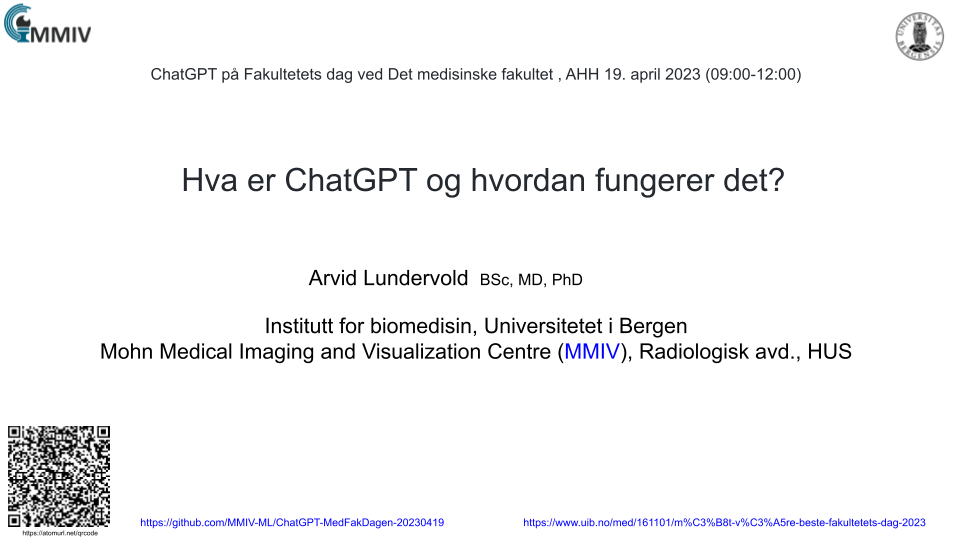 MMIV
UNIVERSITAS BERGENSIS
ChatGPT på Fakultetets dag ved Det medisinske fakultet , AHH 19. april 2023 (09:00-12:00)
Hva er ChatGPT og hvordan fungerer det?
Arvid Lundervold BSc, MD, PhD
Institutt for biomedisin, Universitetet i Bergen
Mohn Medical Imaging and Visualization Centre (MMIV), Radiologisk avd., HUS
https://atomurl.net/qrcode
https://github.com/MMIV-ML/ChatGPT-MedFakDagen-20230419
https://www.uib.no/med/161101/m%C3%B8t-v%C3%A5re-beste-fakultetets-dag-2023